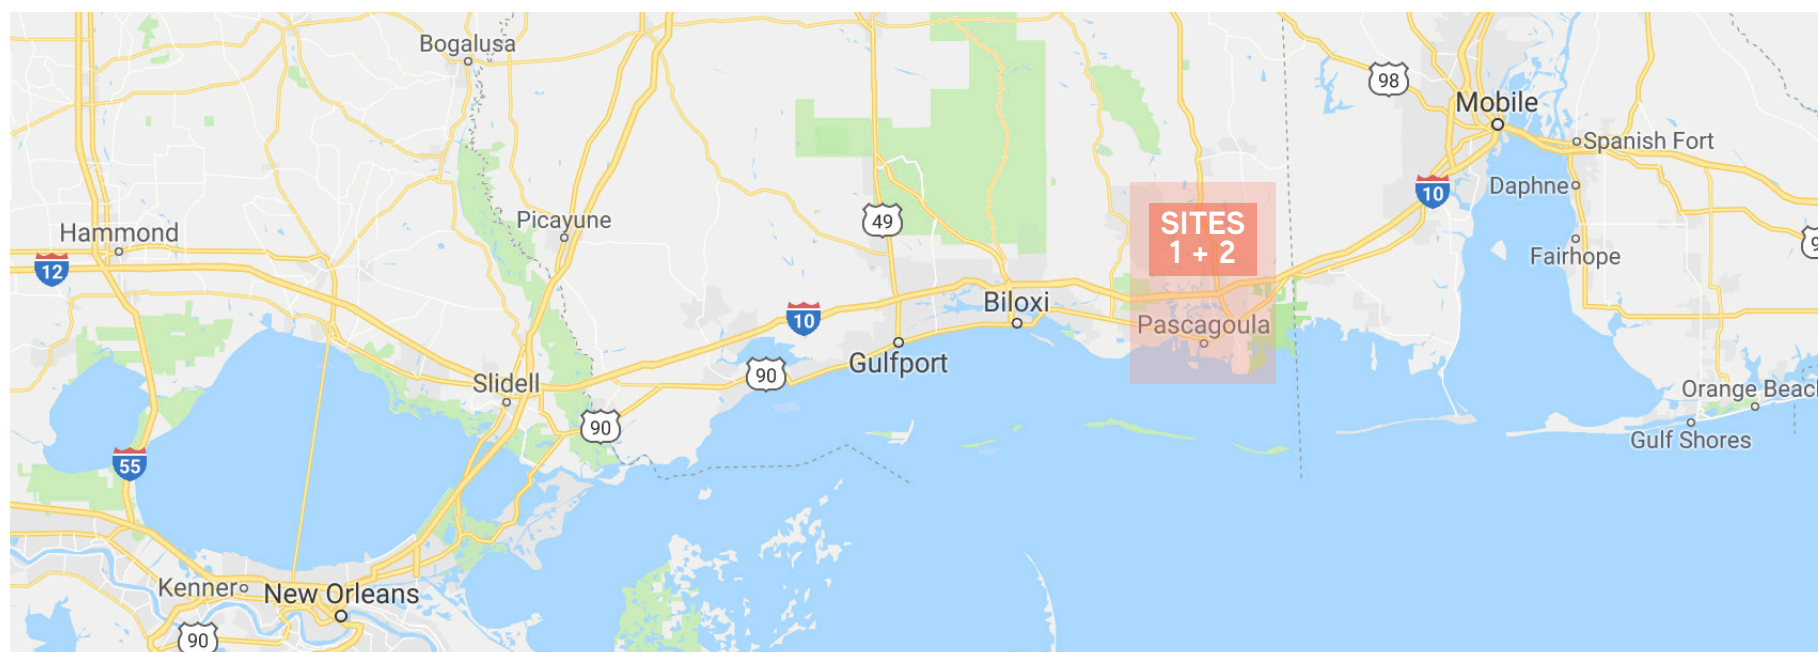 Bogalusa
98
Mobile
Spanish Fort
10
Daphne
Picayune
49
SITES
1 + 2
Hammond
12
Fairhope
Biloxi
10
Pascagoula
Gulfport
90
Slidell
Orange Beach
90
Gulf Shores
55
Kenner
New Orleans
90